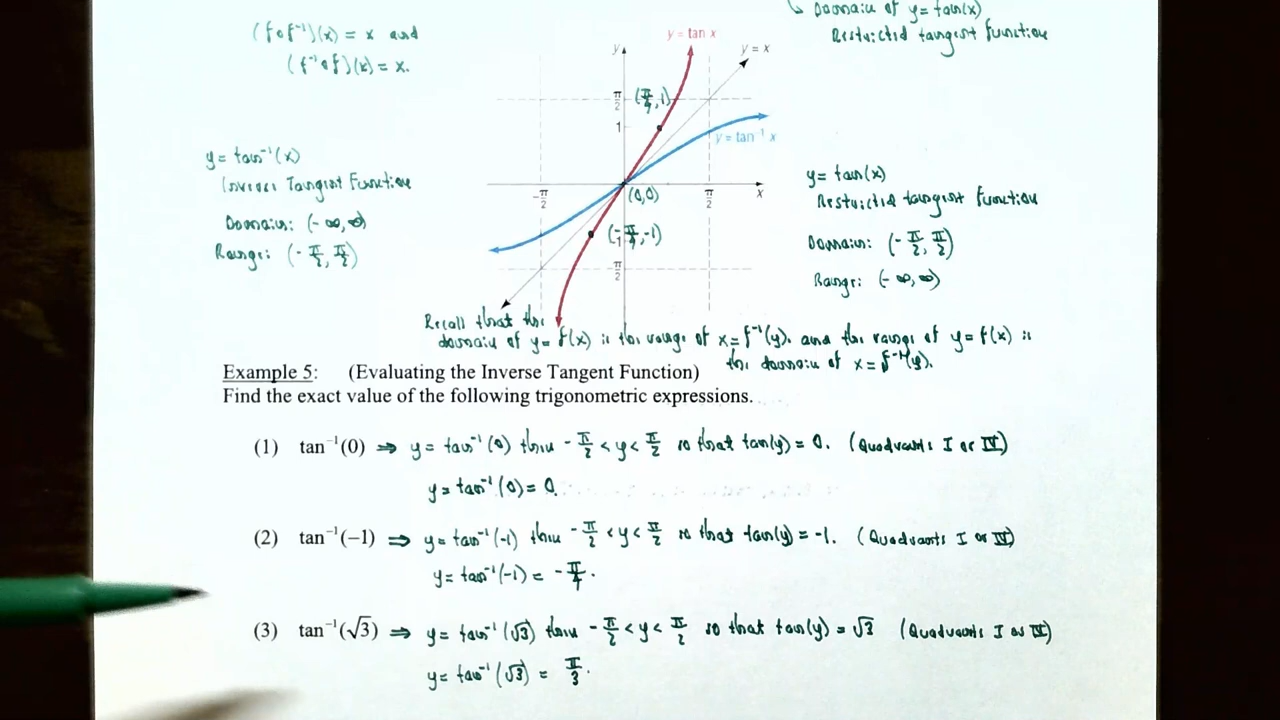 ↳ Domain of y = tan(x)
Restricted tangent function
(f∘f⁻¹)(x) = x and
(f⁻¹∘f)(x) = x.
y = tan x
y
y = x
π/2
(π/4, 1)
1
y = tan⁻¹ x
-π/2
(0,0)
π/2
x
(-π/4, -1)
π/2
y = tan⁻¹(x)
Inverse Tangent Function
Domain: (-∞, ∞)
Range: (-π/2, π/2)
y = tan(x)
Restricted tangent function
Domain: (-π/2, π/2)
Range: (-∞, ∞)
Recall that the
domain of y = f(x) is the range of x = f⁻¹(y). and the range of y = f(x) is
the domain of x = f⁻¹(y).
Example 5: (Evaluating the Inverse Tangent Function)
Find the exact value of the following trigonometric expressions.
(1) tan⁻¹(0) ⇒ y = tan⁻¹(0) then -π/2 < y < π/2 so that tan(y) = 0. (Quadrants I or IV)
y = tan⁻¹(0) = 0.
(2) tan⁻¹(−1) ⇒ y = tan⁻¹(-1) then -π/2 < y < π/2 so that tan(y) = -1. (Quadrants I or IV)
y = tan⁻¹(-1) = -π/4.
(3) tan⁻¹(√3) ⇒ y = tan⁻¹(√3) then -π/2 < y < π/2 so that tan(y) = √3 (Quadrants I or IV)
y = tan⁻¹(√3) = π/3.